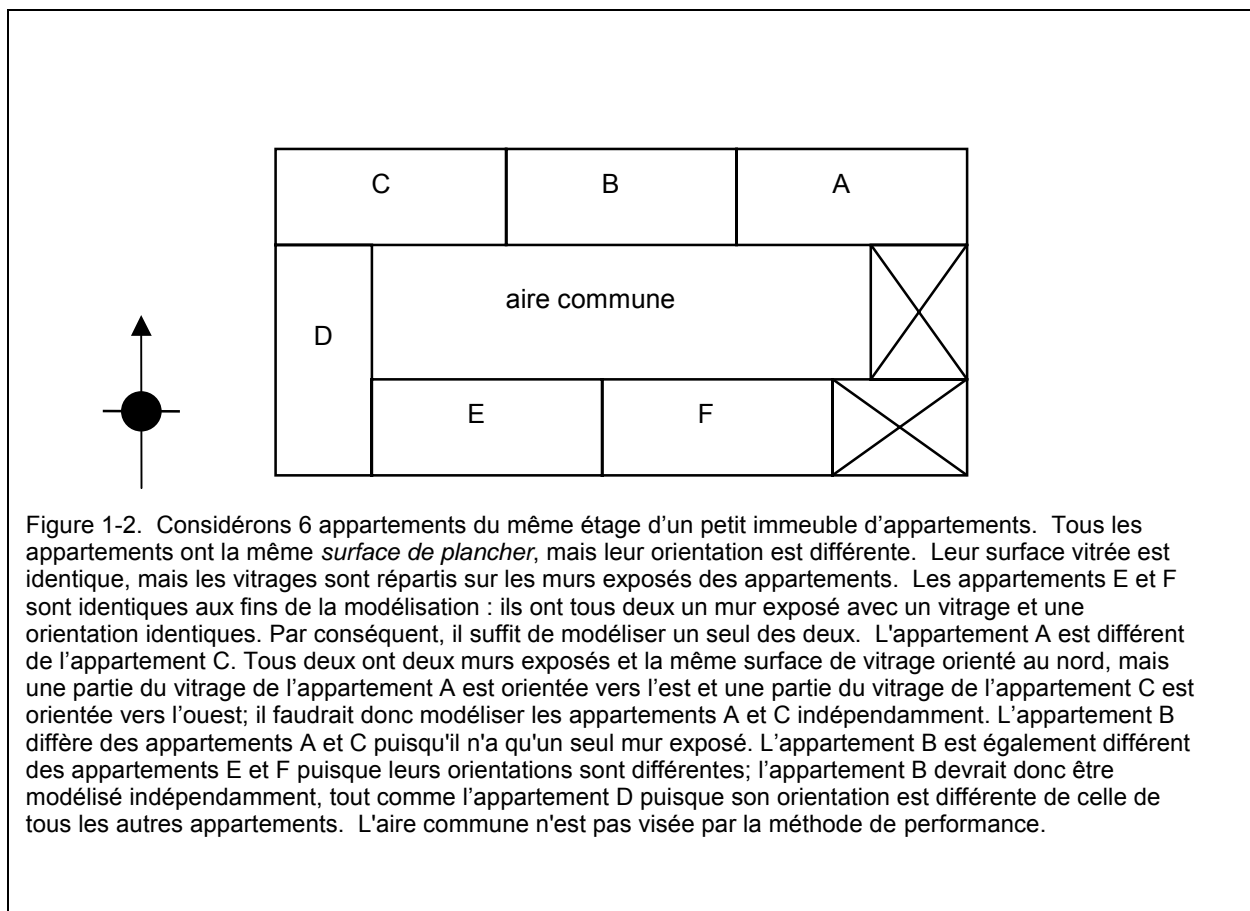 C B A
aire commune
D
E F
Figure 1-2. Considérons 6 appartements du même étage d'un petit immeuble d'appartements. Tous les
appartements ont la même surface de plancher, mais leur orientation est différente. Leur surface vitrée est
identique, mais les vitrages sont répartis sur les murs exposés des appartements. Les appartements E et F
sont identiques aux fins de la modélisation : ils ont tous deux un mur exposé avec un vitrage et une
orientation identiques. Par conséquent, il suffit de modéliser un seul des deux. L'appartement A est différent
de l'appartement C. Tous deux ont deux murs exposés et la même surface de vitrage orienté au nord, mais
une partie du vitrage de l'appartement A est orientée vers l'est et une partie du vitrage de l'appartement C est
orientée vers l'ouest; il faudrait donc modéliser les appartements A et C indépendamment. L'appartement B
diffère des appartements A et C puisqu'il n'a qu'un seul mur exposé. L'appartement B est également différent
des appartements E et F puisque leurs orientations sont différentes; l'appartement B devrait donc être
modélisé indépendamment, tout comme l'appartement D puisque son orientation est différente de celle de
tous les autres appartements. L'aire commune n'est pas visée par la méthode de performance.